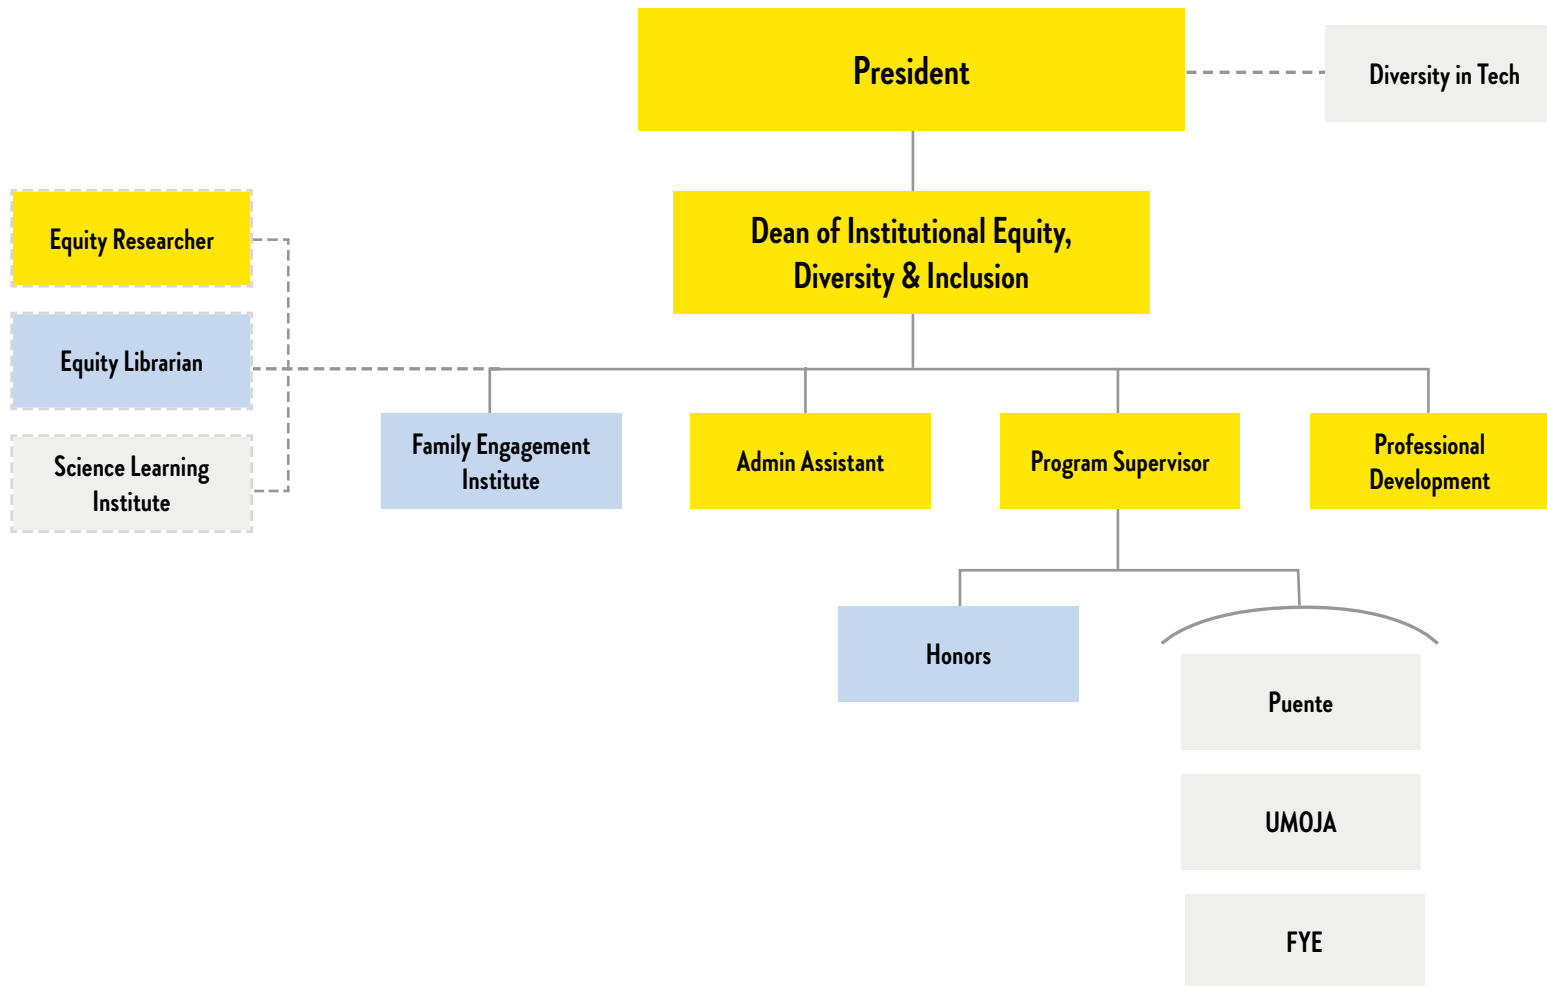 President
Diversity in Tech
Equity Researcher
Dean of Institutional Equity,
Diversity & Inclusion
Equity Librarian
Science Learning
Institute
Family Engagement
Institute
Admin Assistant
Program Supervisor
Professional
Development
Honors
Puente
UMOJA
FYE